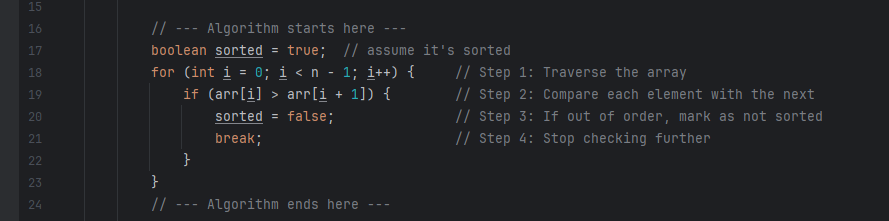 15
16 // --- Algorithm starts here ---
17 boolean sorted = true;  // assume it's sorted
18 for (int i = 0; i < n - 1; i++) {     // Step 1: Traverse the array
19     if (arr[i] > arr[i + 1]) {        // Step 2: Compare each element with the next
20         sorted = false;               // Step 3: If out of order, mark as not sorted
21         break;                        // Step 4: Stop checking further
22     }
23 }
24 // --- Algorithm ends here ---